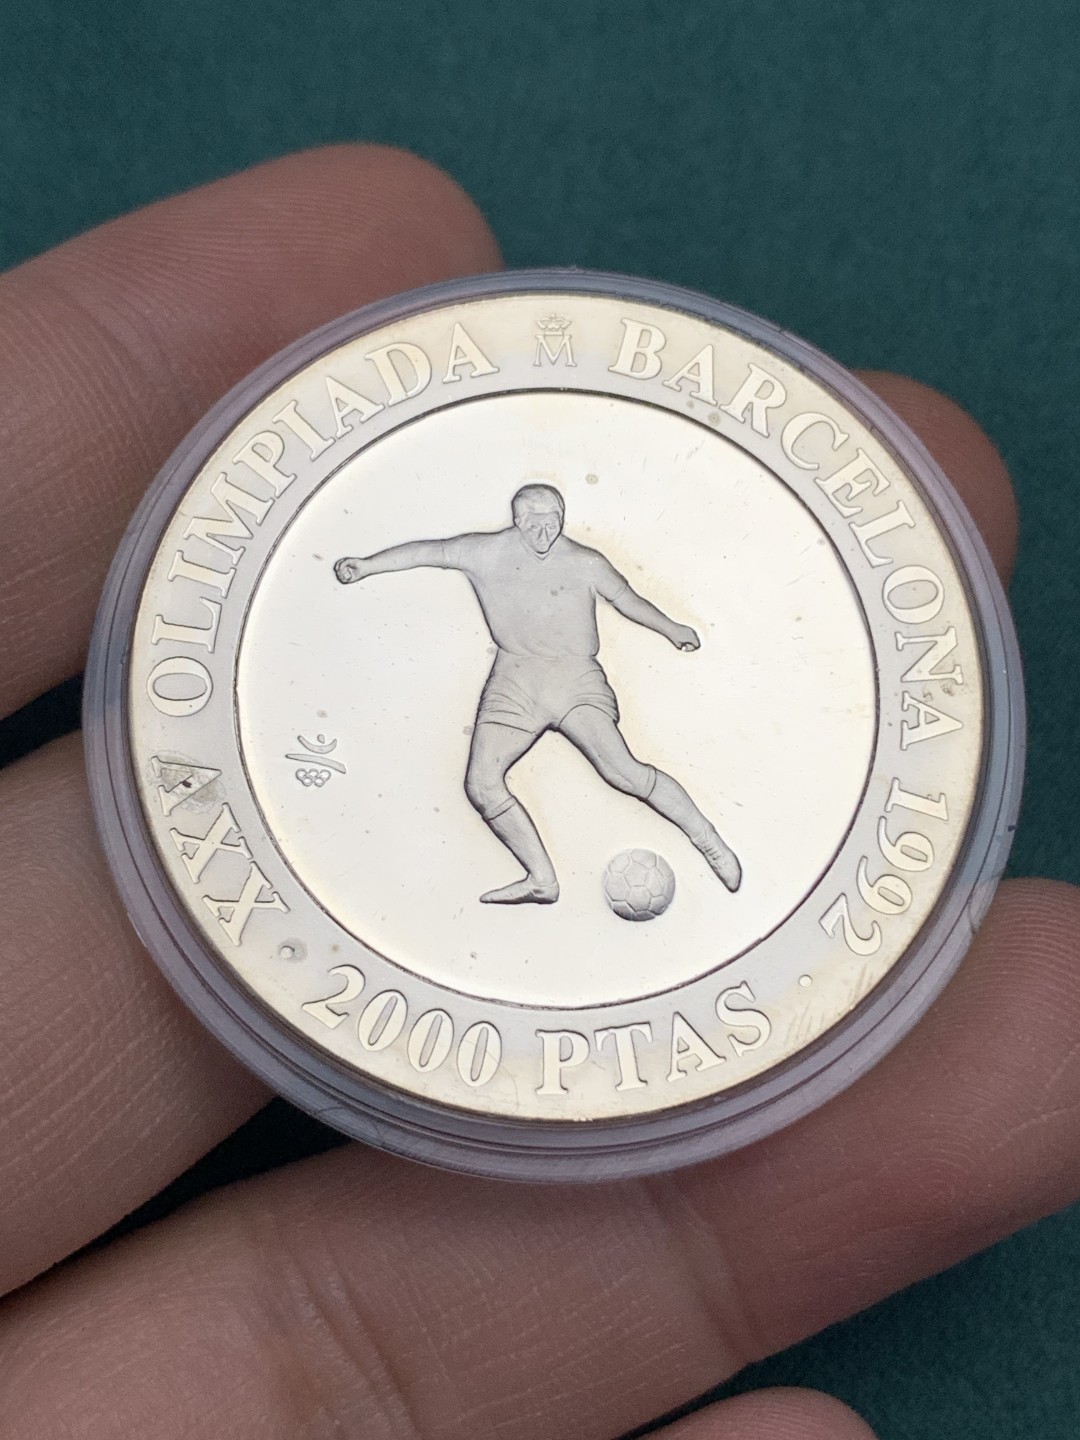 XXV OLIMPIADA M BARCELONA 1992
· 2000 PTAS ·